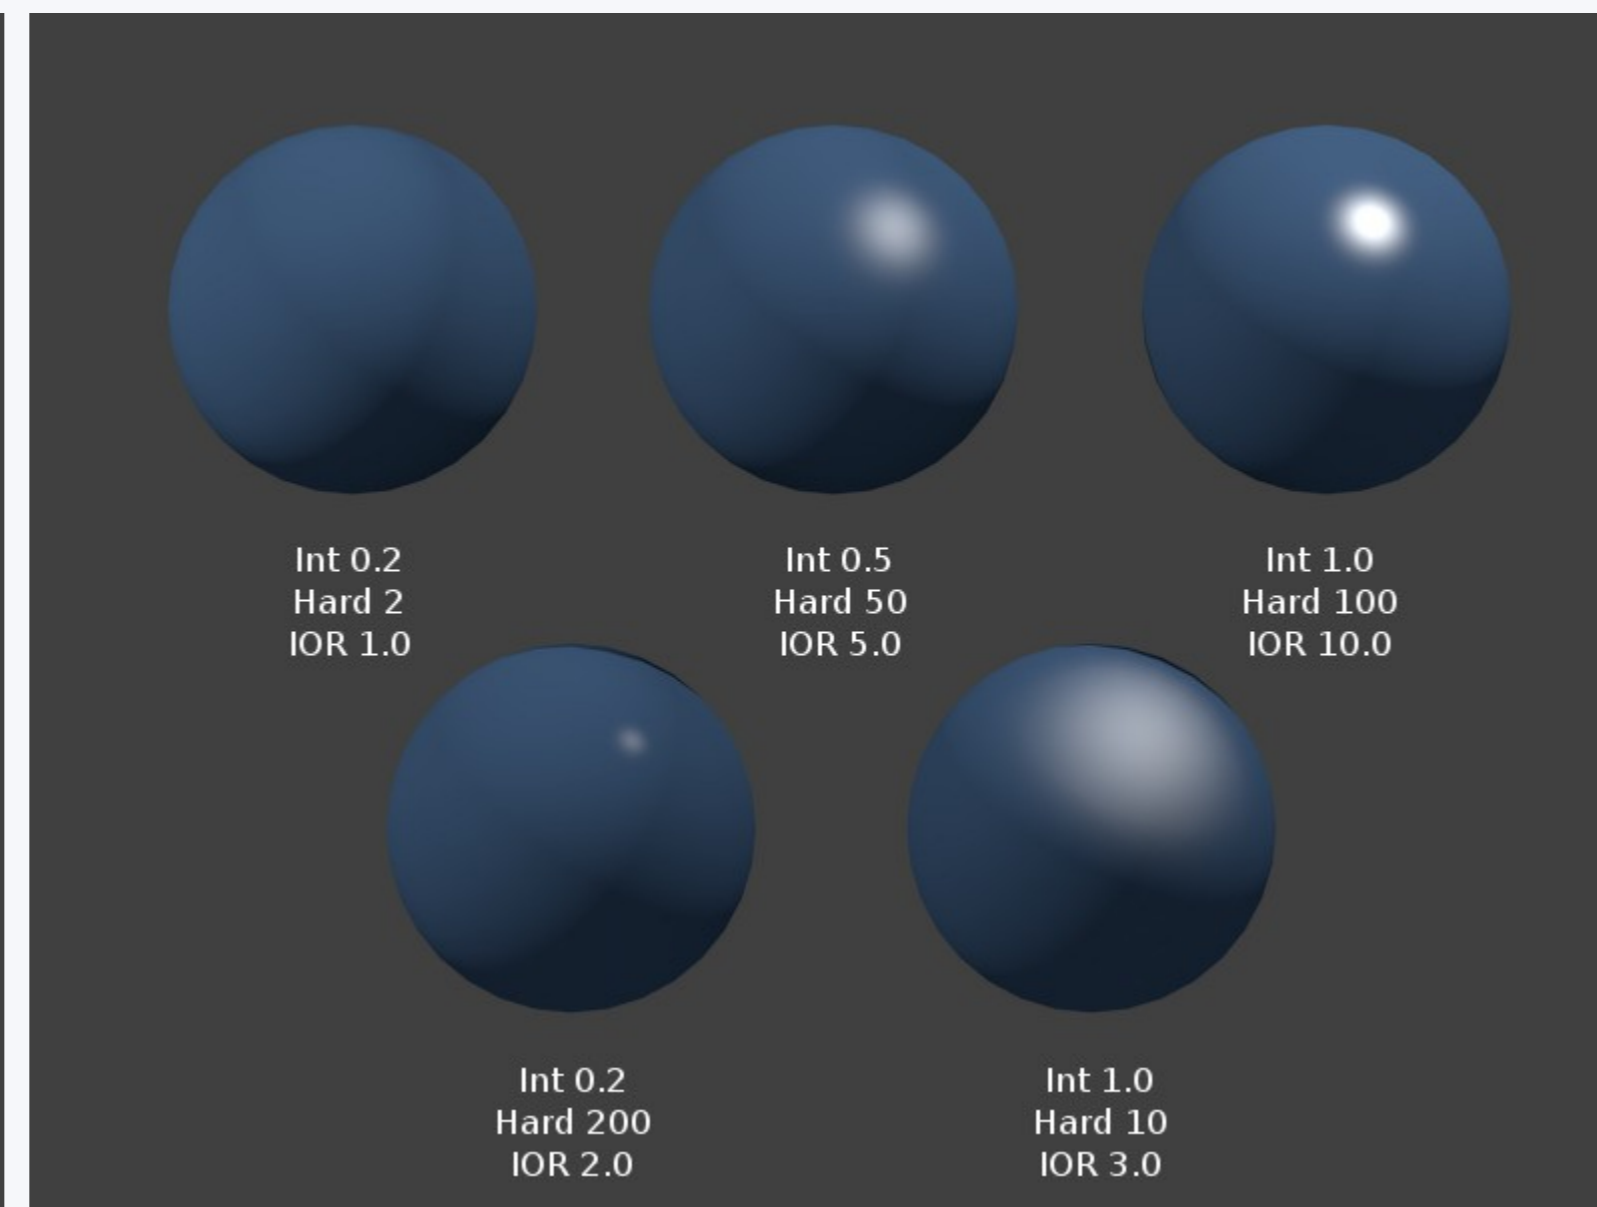 Int 0.2
Hard 2
IOR 1.0
Int 0.5
Hard 50
IOR 5.0
Int 1.0
Hard 100
IOR 10.0
Int 0.2
Hard 200
IOR 2.0
Int 1.0
Hard 10
IOR 3.0